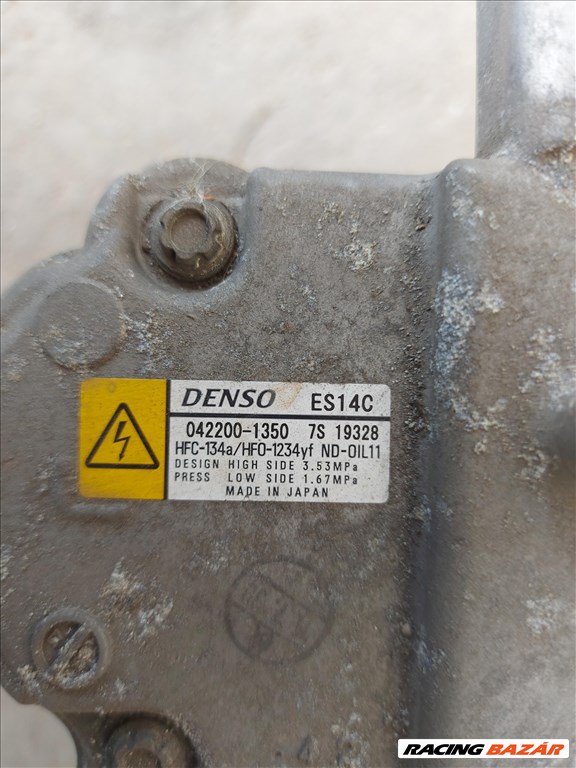 DENSO ES14C
042200-1350 7S 19328
HFC-134a/HFO-1234yf ND-OIL11
DESIGN HIGH SIDE 3.53MPa
PRESS LOW SIDE 1.67MPa
MADE IN JAPAN
RACING BAZÁR